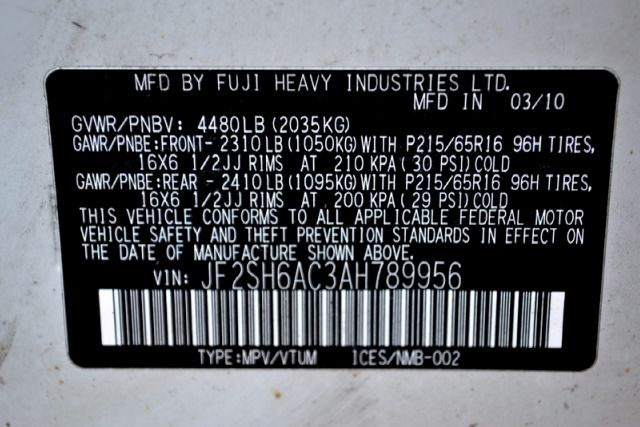 MFD BY FUJI HEAVY INDUSTRIES LTD.
MFD IN 03/10
GVWR/PNBV: 4480LB(2035KG)
GAWR/PNBE:FRONT- 2310LB(1050KG)WITH P215/65R16 96H TIRES,
16X6 1/2JJ RIMS AT 210 KPA(30 PSI)COLD
GAWR/PNBE:REAR - 2410LB(1095KG)WITH P215/65R16 96H TIRES,
16X6 1/2JJ RIMS AT 200 KPA(29 PSI)COLD
THIS VEHICLE CONFORMS TO ALL APPLICABLE FEDERAL MOTOR
VEHICLE SAFETY AND THEFT PREVENTION STANDARDS IN EFFECT ON
THE DATE OF MANUFACTURE SHOWN ABOVE.
VIN: JF2SH6AC3AH789956
TYPE:MPV/VTUM ICES/NMB-002